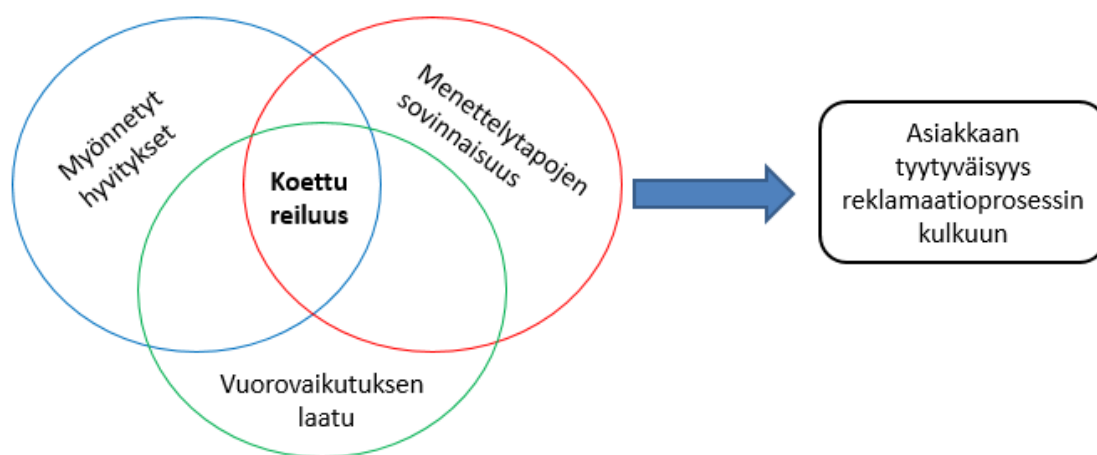 Myönnetyt
hyvitykset
Menettelytapojen
sovinnaisuus
Koettu
reiluus
Vuorovaikutuksen
laatu
Asiakkaan
tyytyväisyys
reklamaatioprosessin
kulkuun